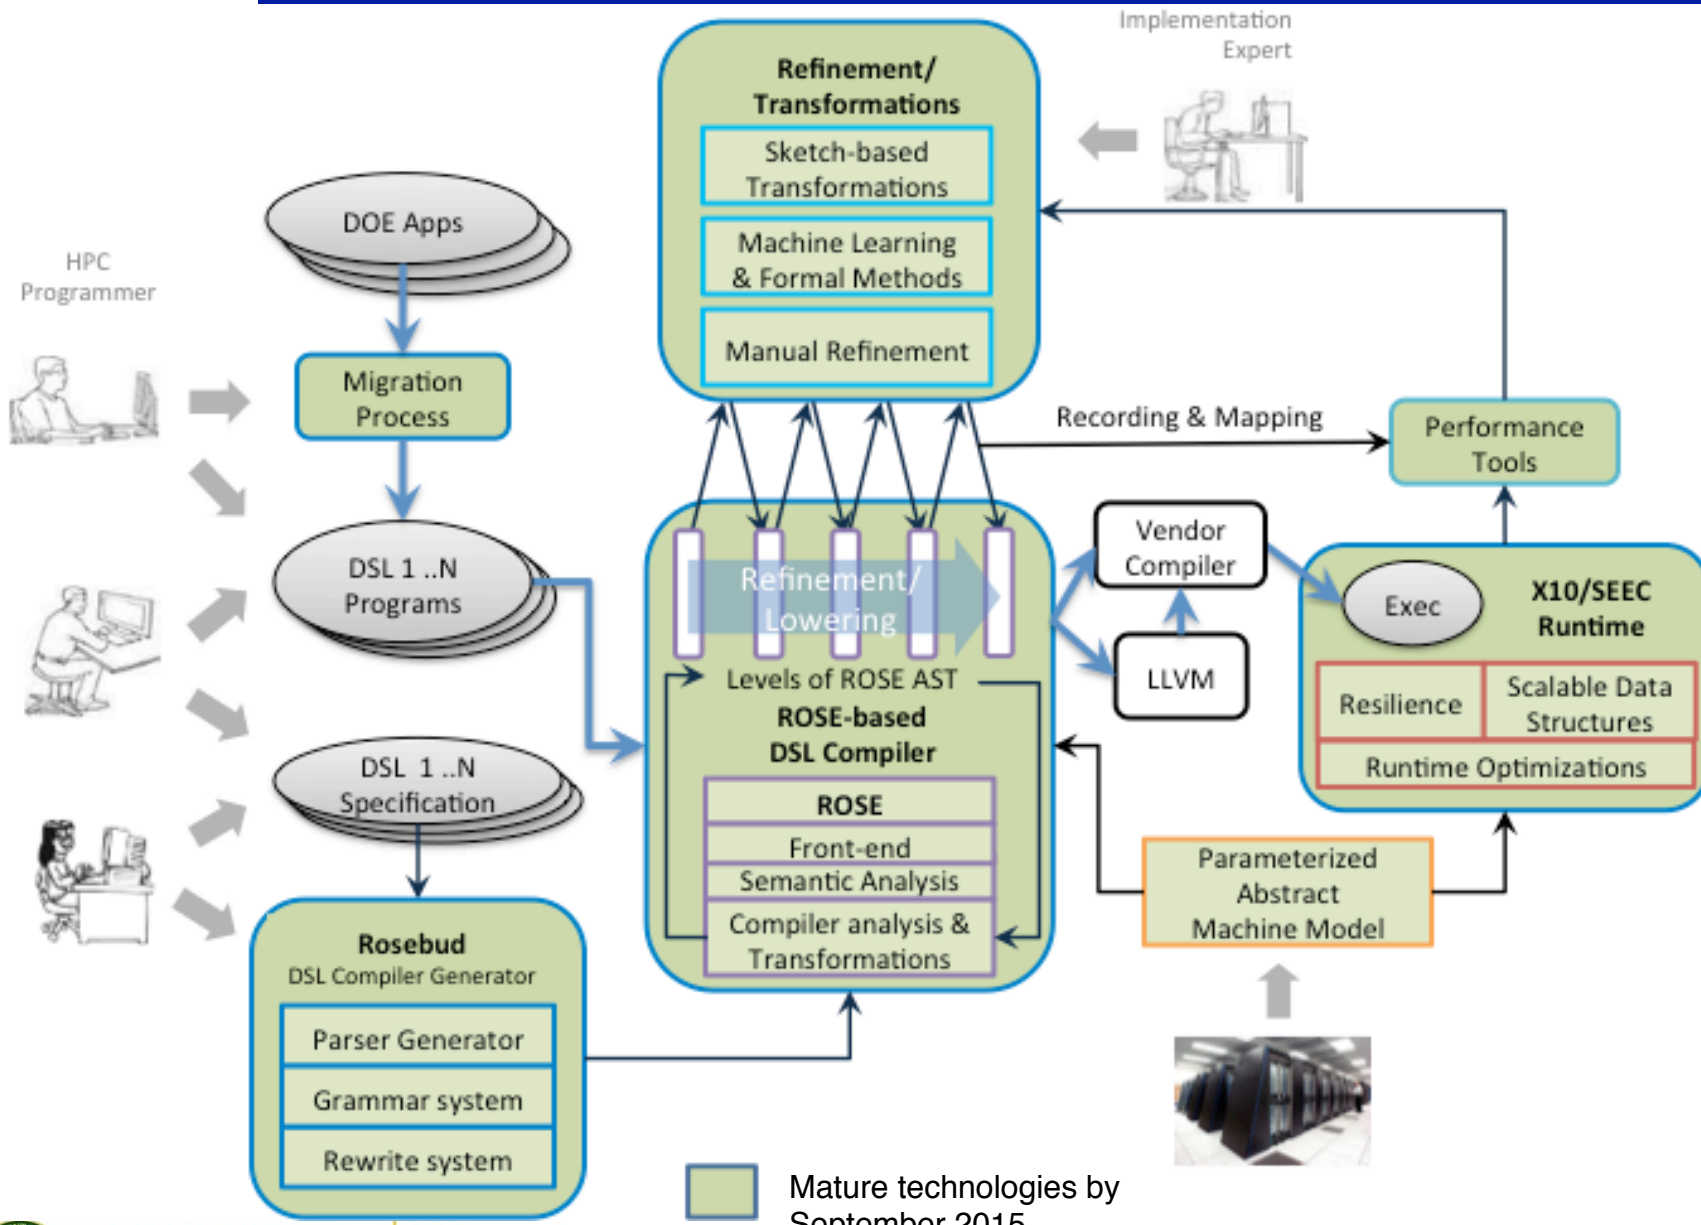 Implementation
Expert
Refinement/
Transformations
Sketch-based
Transformations
Machine Learning
& Formal Methods
Manual Refinement
DOE Apps
HPC
Programmer
Migration
Process
Recording & Mapping
Performance
Tools
DSL 1 ..N
Programs
Refinement/
Lowering
Levels of ROSE AST
ROSE-based
DSL Compiler
ROSE
Front-end
Semantic Analysis
Compiler analysis &
Transformations
Vendor
Compiler
LLVM
Exec
X10/SEEC
Runtime
Resilience
Scalable Data
Structures
Runtime Optimizations
DSL 1 ..N
Specification
Parameterized
Abstract
Machine Model
Rosebud
DSL Compiler Generator
Parser Generator
Grammar system
Rewrite system
Mature technologies by
September 2015